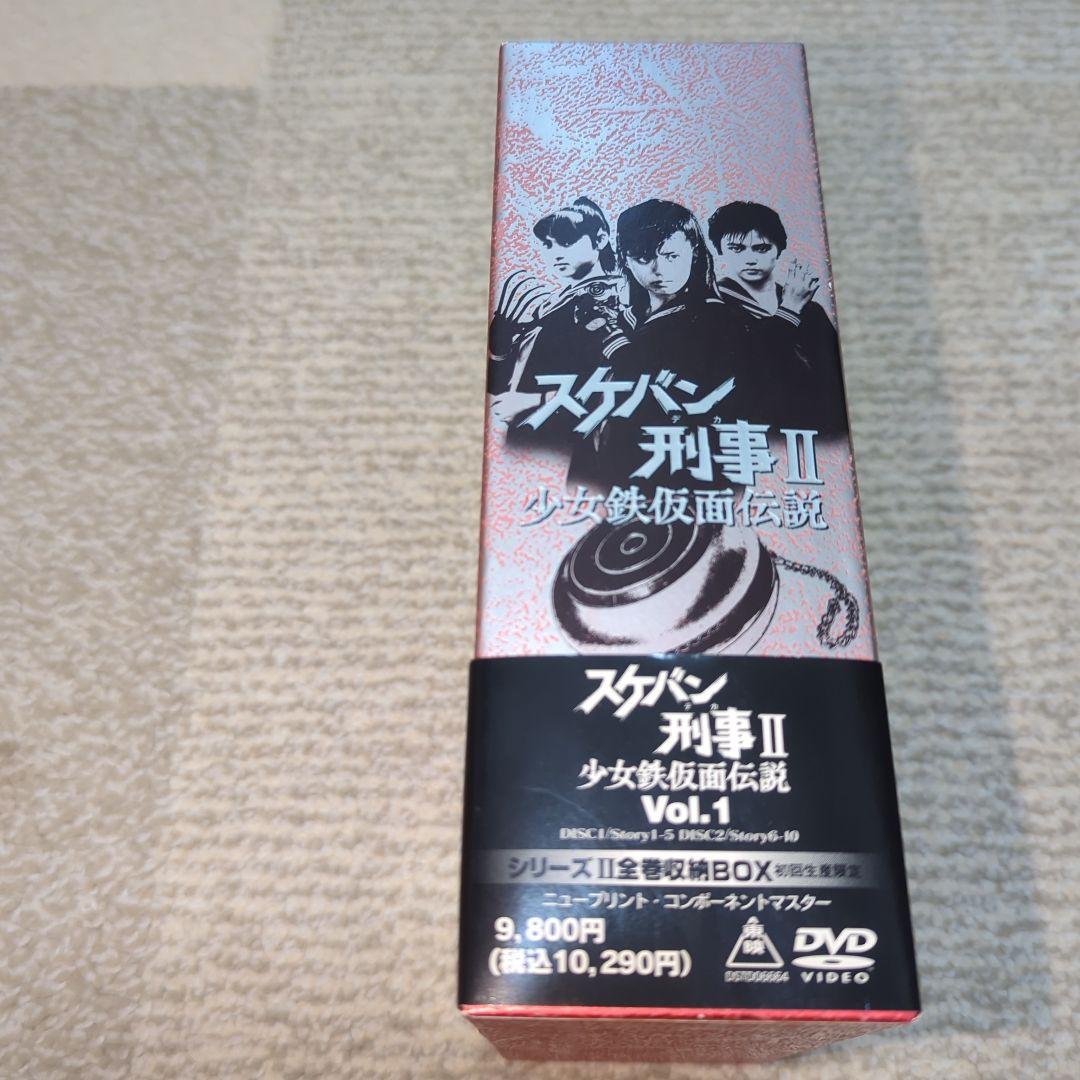 スケバン
デカ
刑事II
少女鉄仮面伝説
スケバン
デカ
刑事II
少女鉄仮面伝説
Vol.1
DISC1/Story1-5 DISC2/Story6-10
シリーズII全巻収納BOX 初回生産限定
ニュープリント・コンポーネントマスター
9,800円
(税込10,290円)
東映
DVD
VIDEO